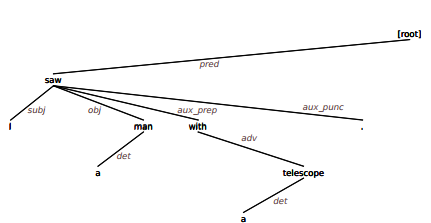 [root]
pred
saw
subj obj aux_prep aux_punc
I man with .
det adv
a telescope
det
a